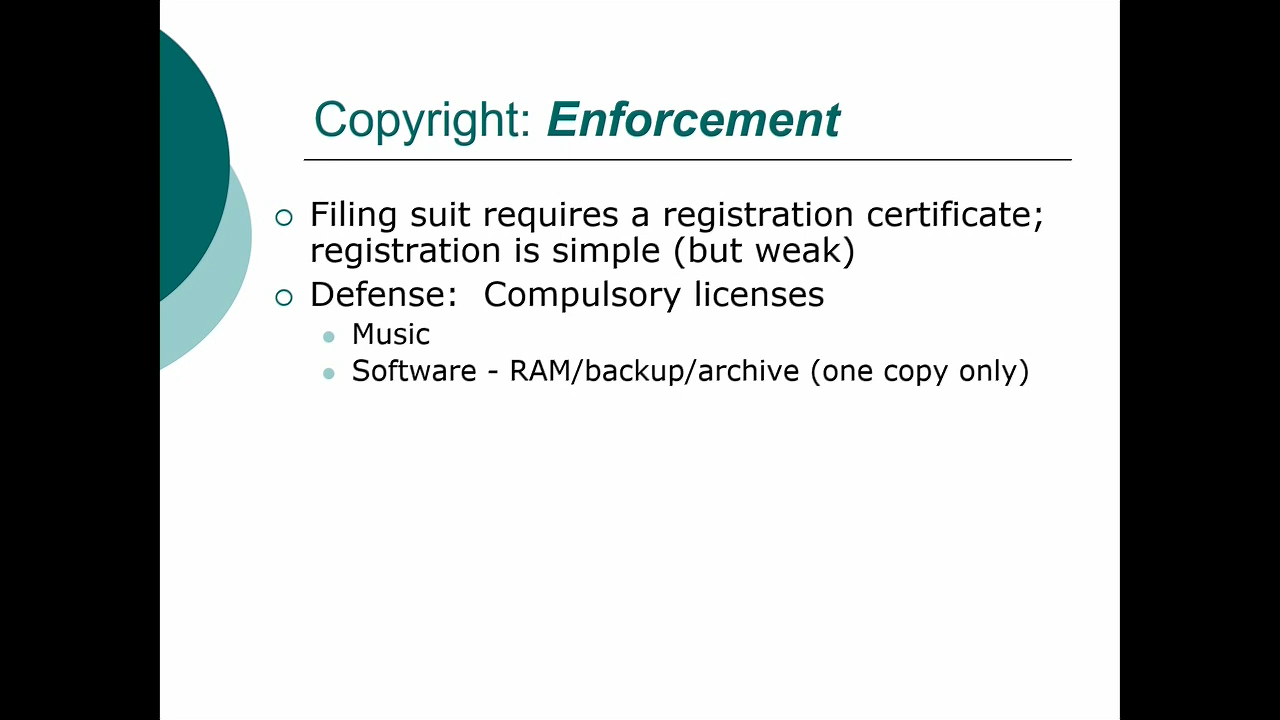 Copyright: Enforcement
Filing suit requires a registration certificate;
registration is simple (but weak)
Defense:  Compulsory licenses
Music
Software - RAM/backup/archive (one copy only)